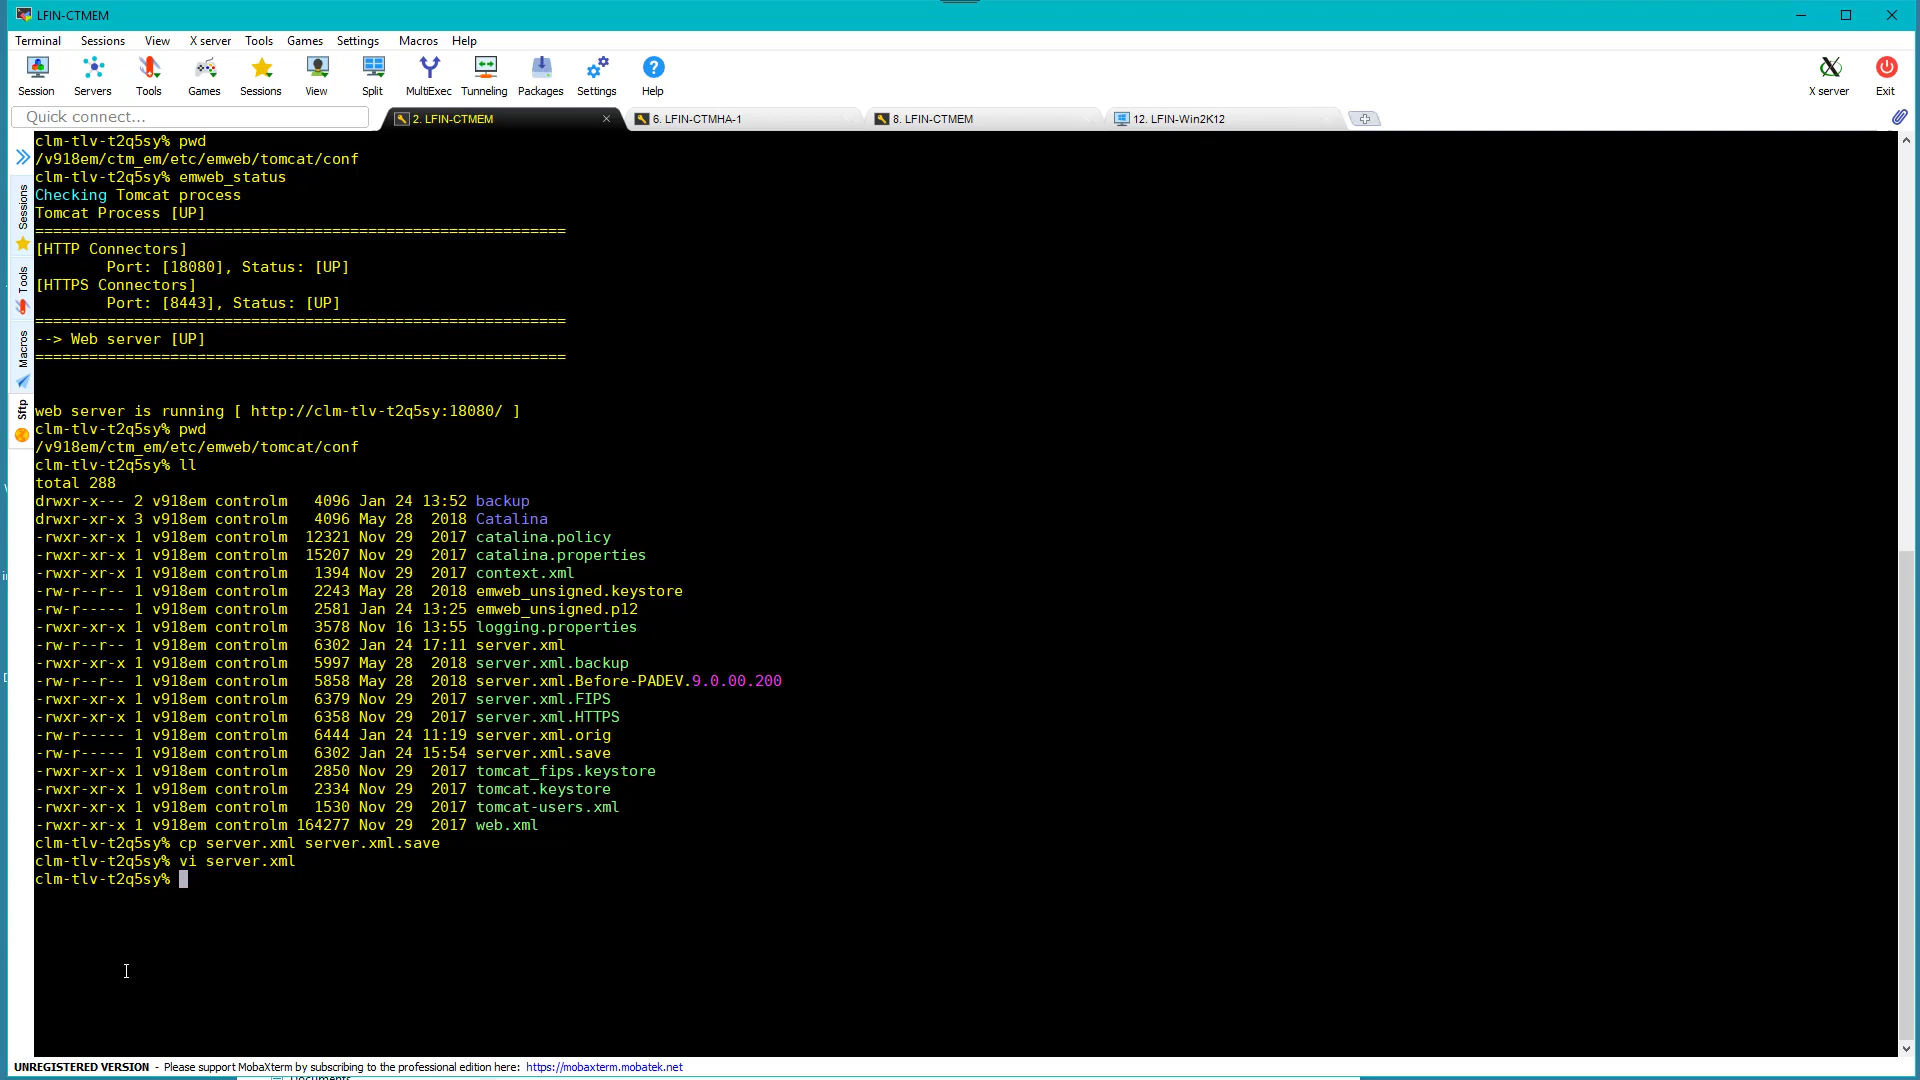 LFIN-CTMEM
Terminal Sessions View X server Tools Games Settings Macros Help
Session Servers Tools Games Sessions View Split MultiExec Tunneling Packages Settings Help X server Exit
Quick connect... 2. LFIN-CTMEM 6. LFIN-CTMHA-1 8. LFIN-CTMEM 12. LFIN-Win2K12
Sessions
Tools
Macros
Sftp
clm-tlv-t2q5sy% pwd
/v918em/ctm_em/etc/emweb/tomcat/conf
clm-tlv-t2q5sy% emweb_status
Checking Tomcat process
Tomcat Process [UP]
===========================================================
[HTTP Connectors]
        Port: [18080], Status: [UP]
[HTTPS Connectors]
        Port: [8443], Status: [UP]
===========================================================
--> Web server [UP]
===========================================================
web server is running [ http://clm-tlv-t2q5sy:18080/ ]
clm-tlv-t2q5sy% pwd
/v918em/ctm_em/etc/emweb/tomcat/conf
clm-tlv-t2q5sy% ll
total 288
drwxr-x--- 2 v918em controlm   4096 Jan 24 13:52 backup
drwxr-xr-x 3 v918em controlm   4096 May 28  2018 Catalina
-rwxr-xr-x 1 v918em controlm  12321 Nov 29  2017 catalina.policy
-rwxr-xr-x 1 v918em controlm  15207 Nov 29  2017 catalina.properties
-rwxr-xr-x 1 v918em controlm   1394 Nov 29  2017 context.xml
-rw-r--r-- 1 v918em controlm   2243 May 28  2018 emweb_unsigned.keystore
-rw-r----- 1 v918em controlm   2581 Jan 24 13:25 emweb_unsigned.p12
-rwxr-xr-x 1 v918em controlm   3578 Nov 16 13:55 logging.properties
-rw-r--r-- 1 v918em controlm   6302 Jan 24 17:11 server.xml
-rwxr-xr-x 1 v918em controlm   5997 May 28  2018 server.xml.backup
-rw-r--r-- 1 v918em controlm   5858 May 28  2018 server.xml.Before-PADEV.9.0.00.200
-rwxr-xr-x 1 v918em controlm   6379 Nov 29  2017 server.xml.FIPS
-rwxr-xr-x 1 v918em controlm   6358 Nov 29  2017 server.xml.HTTPS
-rw-r----- 1 v918em controlm   6444 Jan 24 11:19 server.xml.orig
-rw-r----- 1 v918em controlm   6302 Jan 24 15:54 server.xml.save
-rwxr-xr-x 1 v918em controlm   2850 Nov 29  2017 tomcat_fips.keystore
-rwxr-xr-x 1 v918em controlm   2334 Nov 29  2017 tomcat.keystore
-rwxr-xr-x 1 v918em controlm   1530 Nov 29  2017 tomcat-users.xml
-rwxr-xr-x 1 v918em controlm 164277 Nov 29  2017 web.xml
clm-tlv-t2q5sy% cp server.xml server.xml.save
clm-tlv-t2q5sy% vi server.xml
clm-tlv-t2q5sy%
UNREGISTERED VERSION - Please support MobaXterm by subscribing to the professional edition here: https://mobaxterm.mobatek.net